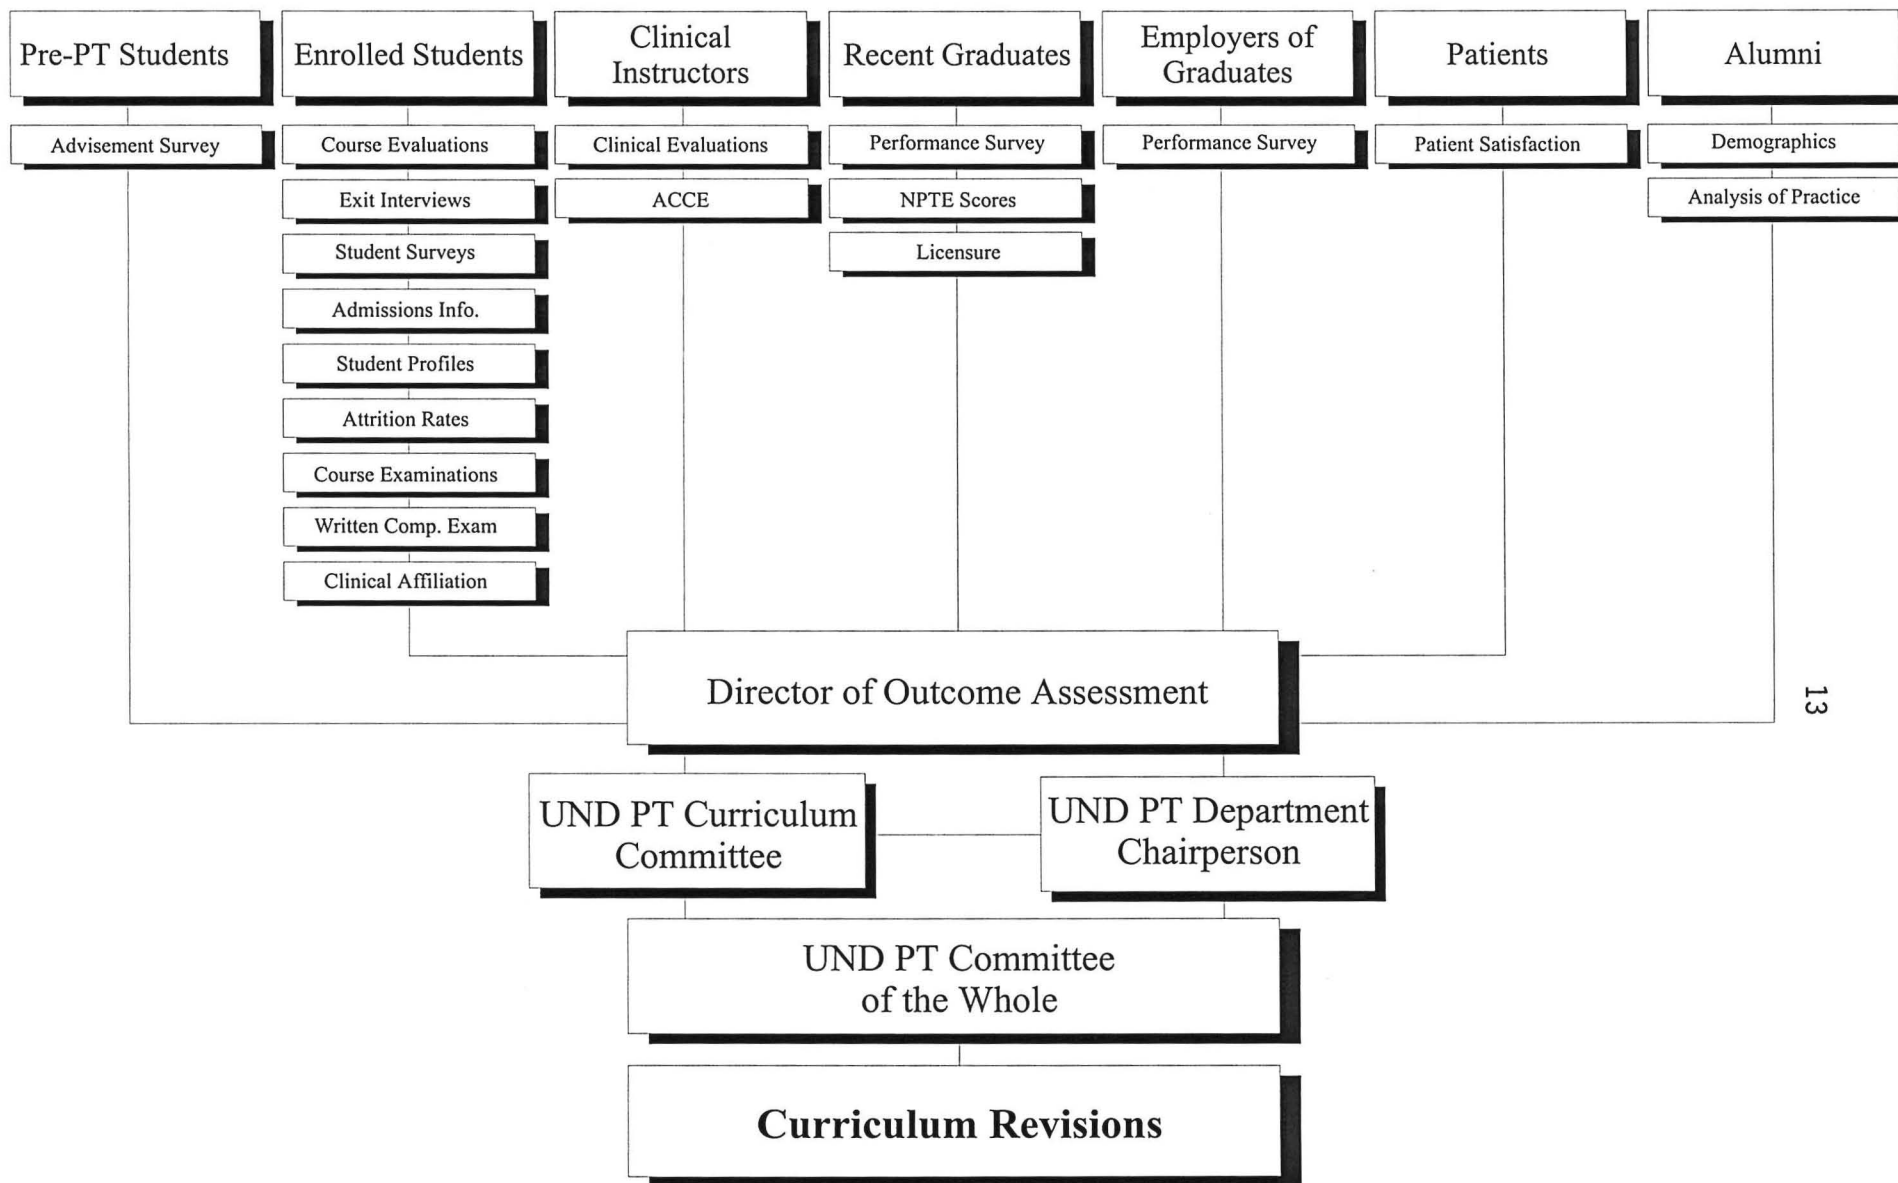 Pre-PT Students
Advisement Survey
Enrolled Students
Course Evaluations
Exit Interviews
Student Surveys
Admissions Info.
Student Profiles
Attrition Rates
Course Examinations
Written Comp. Exam
Clinical Affiliation
Clinical
Instructors
Clinical Evaluations
ACCE
Recent Graduates
Performance Survey
NPTE Scores
Licensure
Employers of
Graduates
Performance Survey
Patients
Patient Satisfaction
Alumni
Demographics
Analysis of Practice
Director of Outcome Assessment
UND PT Curriculum
Committee
UND PT Department
Chairperson
UND PT Committee
of the Whole
Curriculum Revisions
13